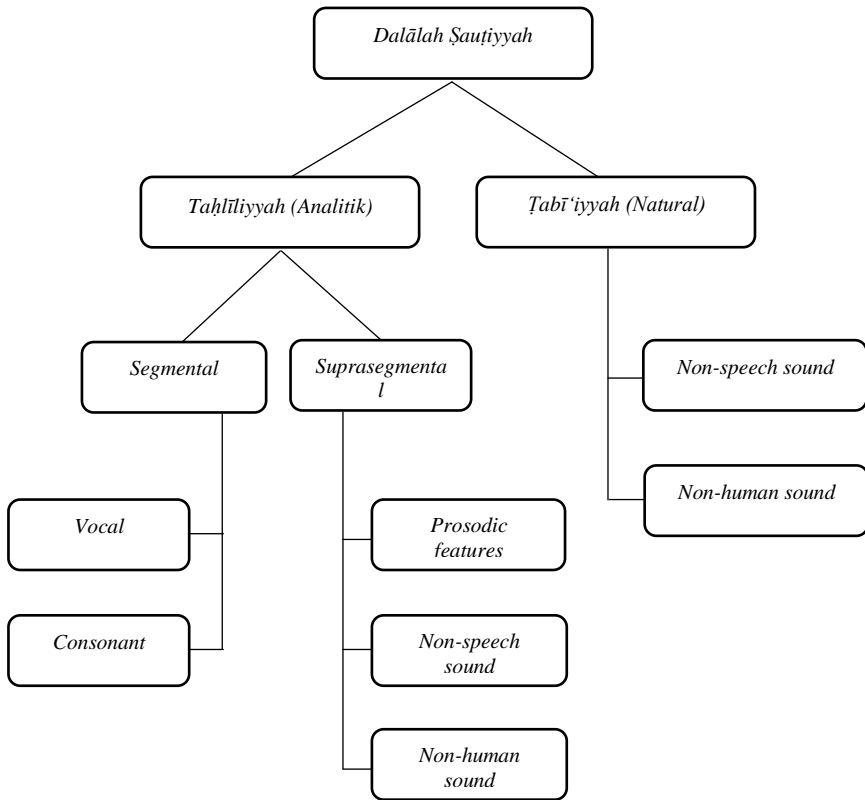 Dalālah Ṣauṭiyyah
Taḥlīliyyah (Analitik)
Ṭabī‘iyyah (Natural)
Segmental
Suprasegmenta
l
Non-speech sound
Non-human sound
Vocal
Consonant
Prosodic
features
Non-speech
sound
Non-human
sound